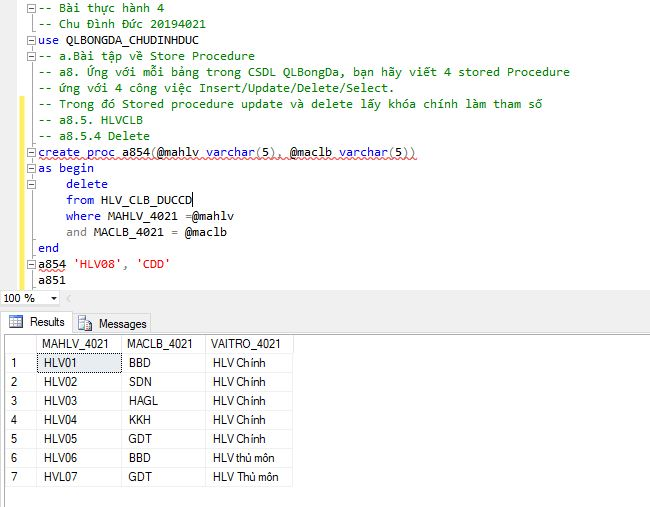 -- Bài thực hành 4
-- Chu Đình Đức 20194021
use QLBONGDA_CHUDINHDUC
-- a.Bài tập về Store Procedure
-- a8. Ứng với mỗi bảng trong CSDL QLBongDa, bạn hãy viết 4 stored Procedure
-- ứng với 4 công việc Insert/Update/Delete/Select.
-- Trong đó Stored procedure update và delete lấy khóa chính làm tham số
-- a8.5. HLVCLB
-- a8.5.4 Delete
create proc a854(@mahlv varchar(5), @maclb varchar(5))
as begin
delete
from HLV_CLB_DUCCD
where MAHLV_4021 =@mahlv
and MACLB_4021 = @maclb
end
a854 'HLV08', 'CDD'
a851
100 %
Results Messages
MAHLV_4021 MACLB_4021 VAITRO_4021
1 HLV01 BBD HLV Chính
2 HLV02 SDN HLV Chính
3 HLV03 HAGL HLV Chính
4 HLV04 KKH HLV Chính
5 HLV05 GDT HLV Chính
6 HLV06 BBD HLV thủ môn
7 HVL07 GDT HLV Thủ môn